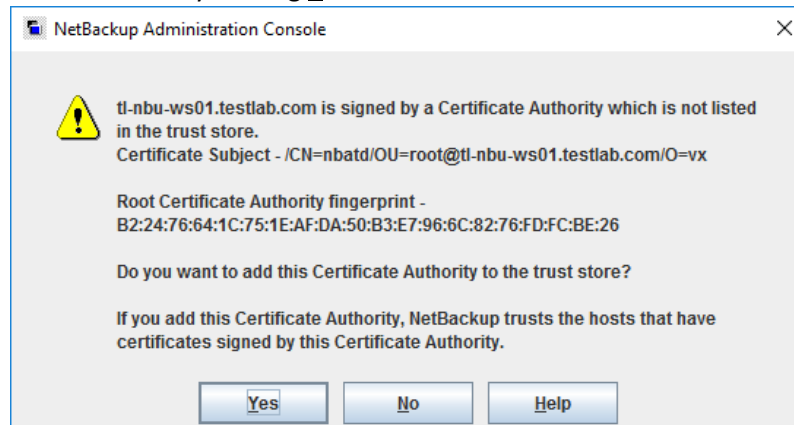 NetBackup Administration Console
tl-nbu-ws01.testlab.com is signed by a Certificate Authority which is not listed
in the trust store.
Certificate Subject - /CN=nbatd/OU=root@tl-nbu-ws01.testlab.com/O=vx
Root Certificate Authority fingerprint -
B2:24:76:64:1C:75:1E:AF:DA:50:B3:E7:96:6C:82:76:FD:FC:BE:26
Do you want to add this Certificate Authority to the trust store?
If you add this Certificate Authority, NetBackup trusts the hosts that have
certificates signed by this Certificate Authority.
Yes No Help